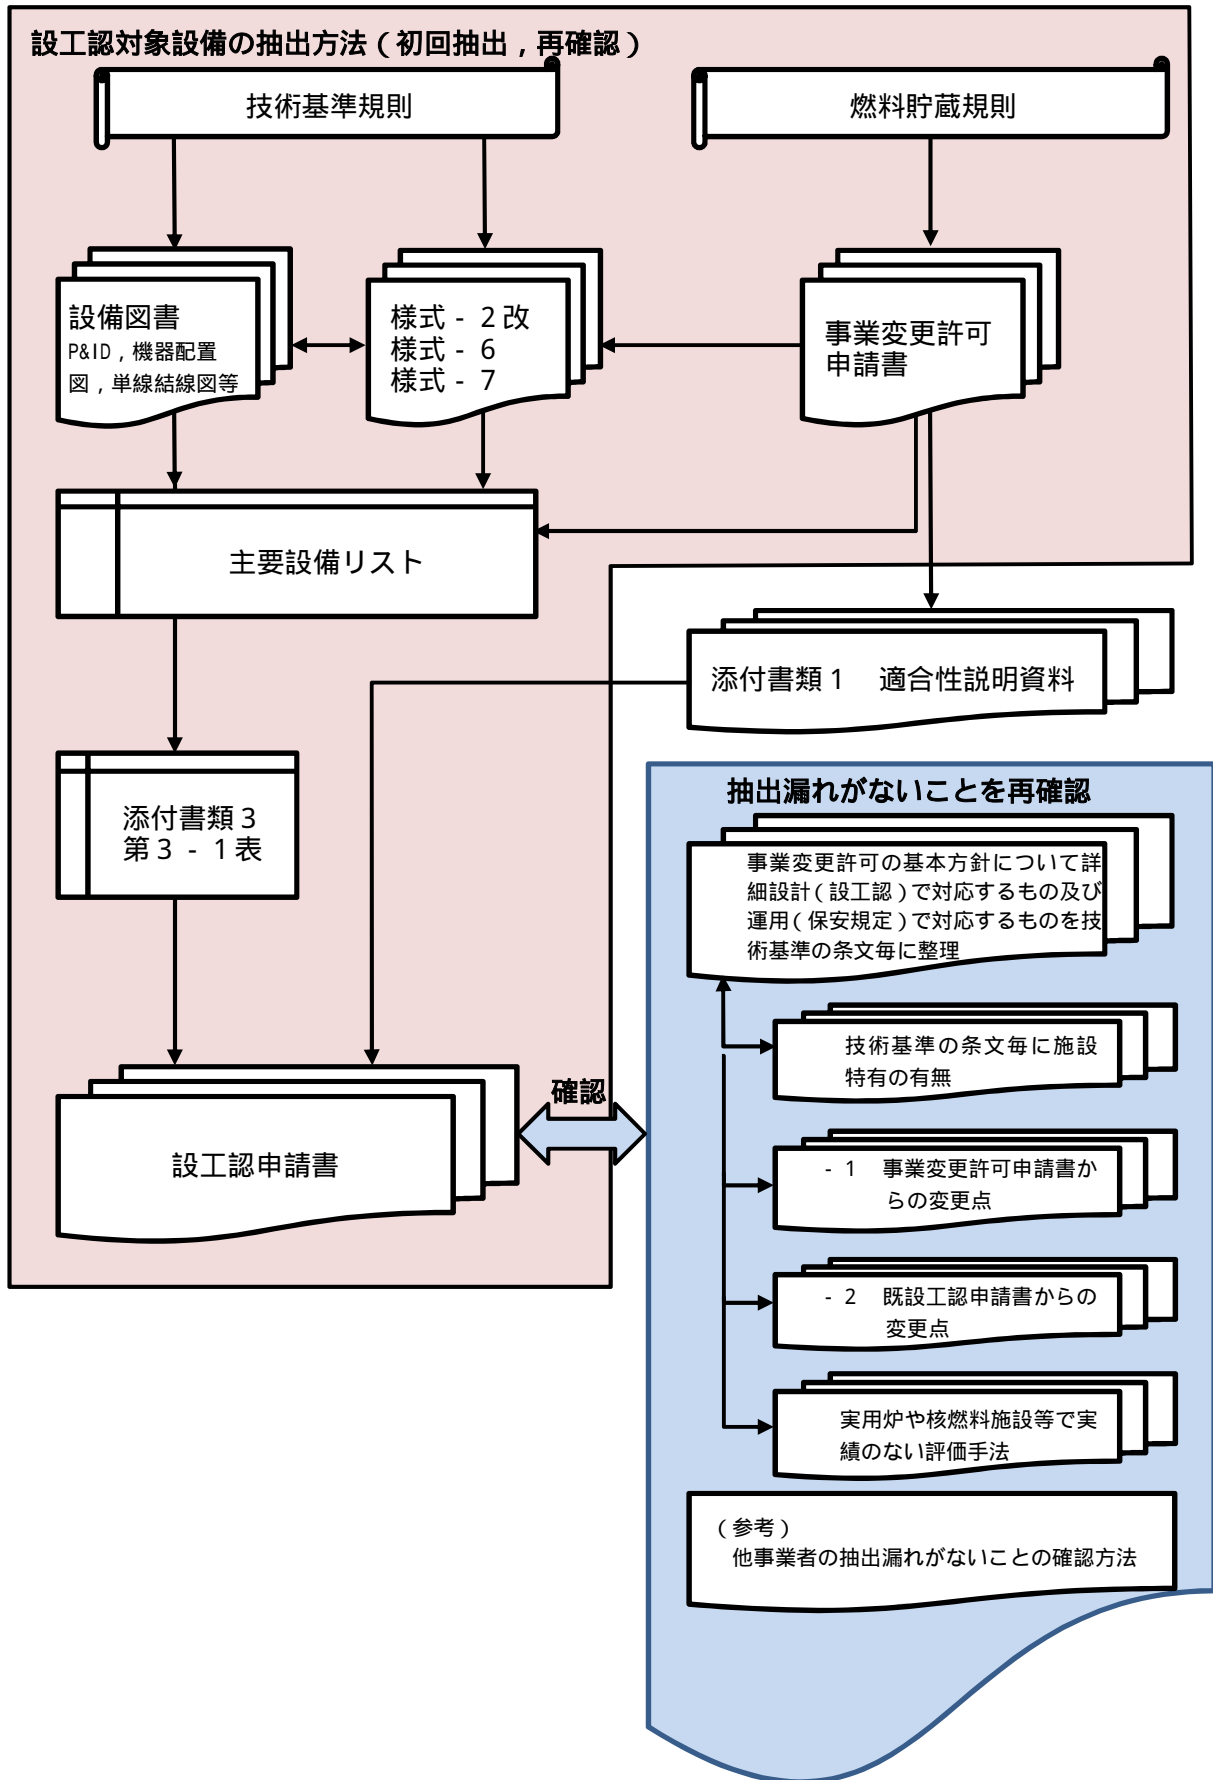 設工認対象設備の抽出方法(初回抽出,再確認)
技術基準規則
燃料貯蔵規則
設備図書
P&ID,機器配置
図,単線結線図等
様式-2改
様式-6
様式-7
事業変更許可
申請書
主要設備リスト
添付書類1 適合性説明資料
添付書類3
第3-1表
抽出漏れがないことを再確認
事業変更許可の基本方針について詳
細設計(設工認)で対応するもの及び
運用(保安規定)で対応するものを技
術基準の条文毎に整理
技術基準の条文毎に施設
特有の有無
確認
設工認申請書
-1 事業変更許可申請書か
らの変更点
-2 既設工認申請書からの
変更点
実用炉や核燃料施設等で実
績のない評価手法
(参考)
他事業者の抽出漏れがないことの確認方法